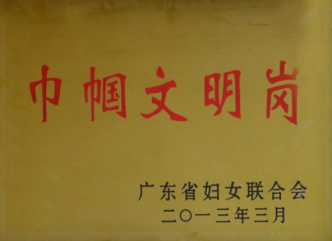 巾帼文明岗
广东省妇女联合会
二〇一三年三月